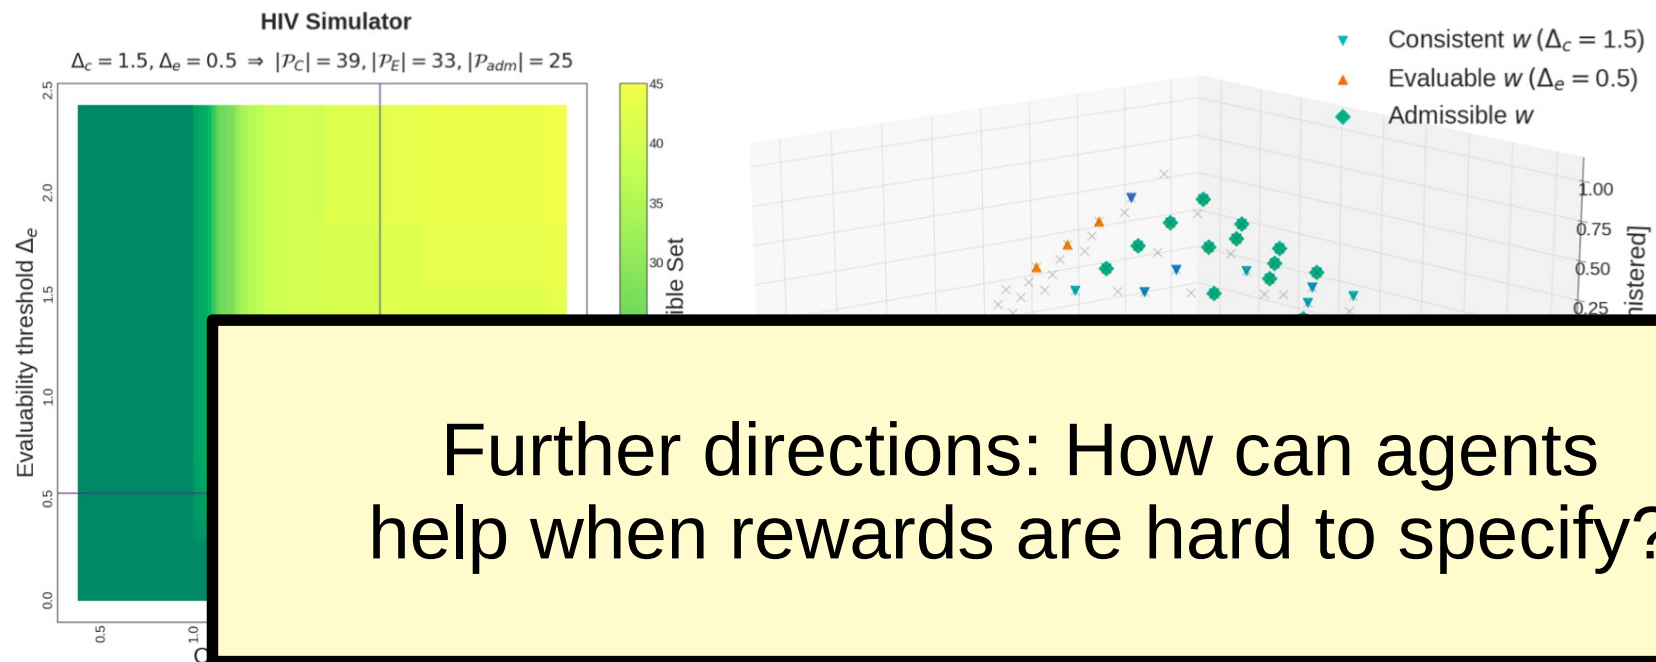 HIV Simulator
Δc = 1.5, Δe = 0.5 ⇒ |𝒫C| = 39, |𝒫E| = 33, |𝒫adm| = 25
Evaluability threshold Δe
2.5
2.0
1.5
1.0
0.5
0.0
0.5
1.0
45
40
35
30
Set
Consistent w (Δc = 1.5)
Evaluable w (Δe = 0.5)
Admissible w
1.00
0.75
0.50
0.25
Further directions: How can agents
help when rewards are hard to specify?